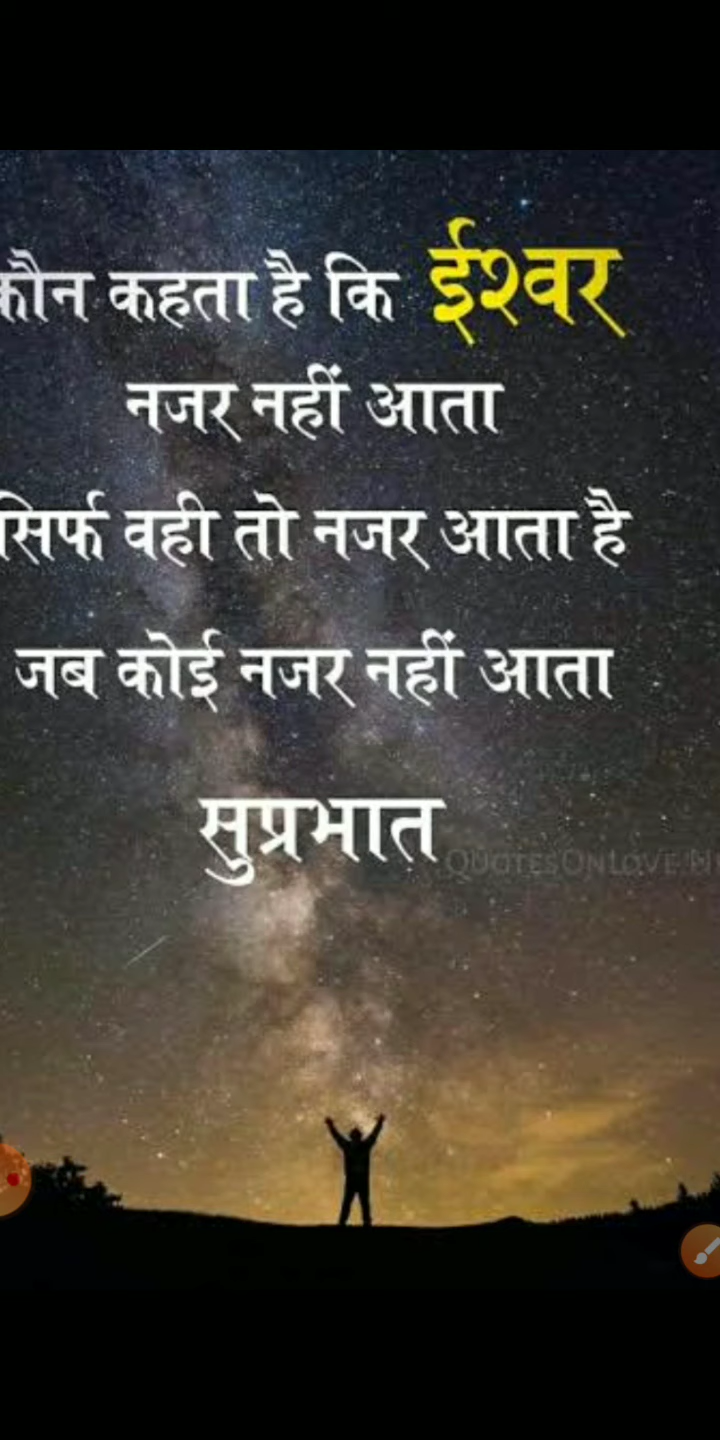 कौन कहता है कि ईश्वर
नजर नहीं आता
सिर्फ वही तो नजर आता है
जब कोई नजर नहीं आता
सुप्रभात
QUOTESONLOVE